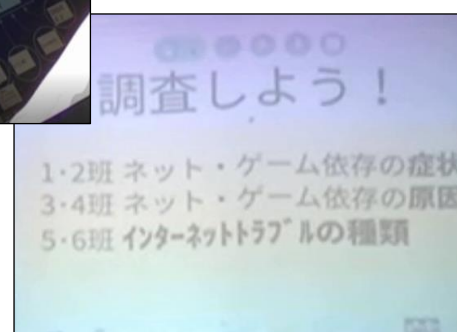 調査しよう！
1・2班 ネット・ゲーム依存の症状
3・4班 ネット・ゲーム依存の原因
5・6班 インターネットトラブルの種類